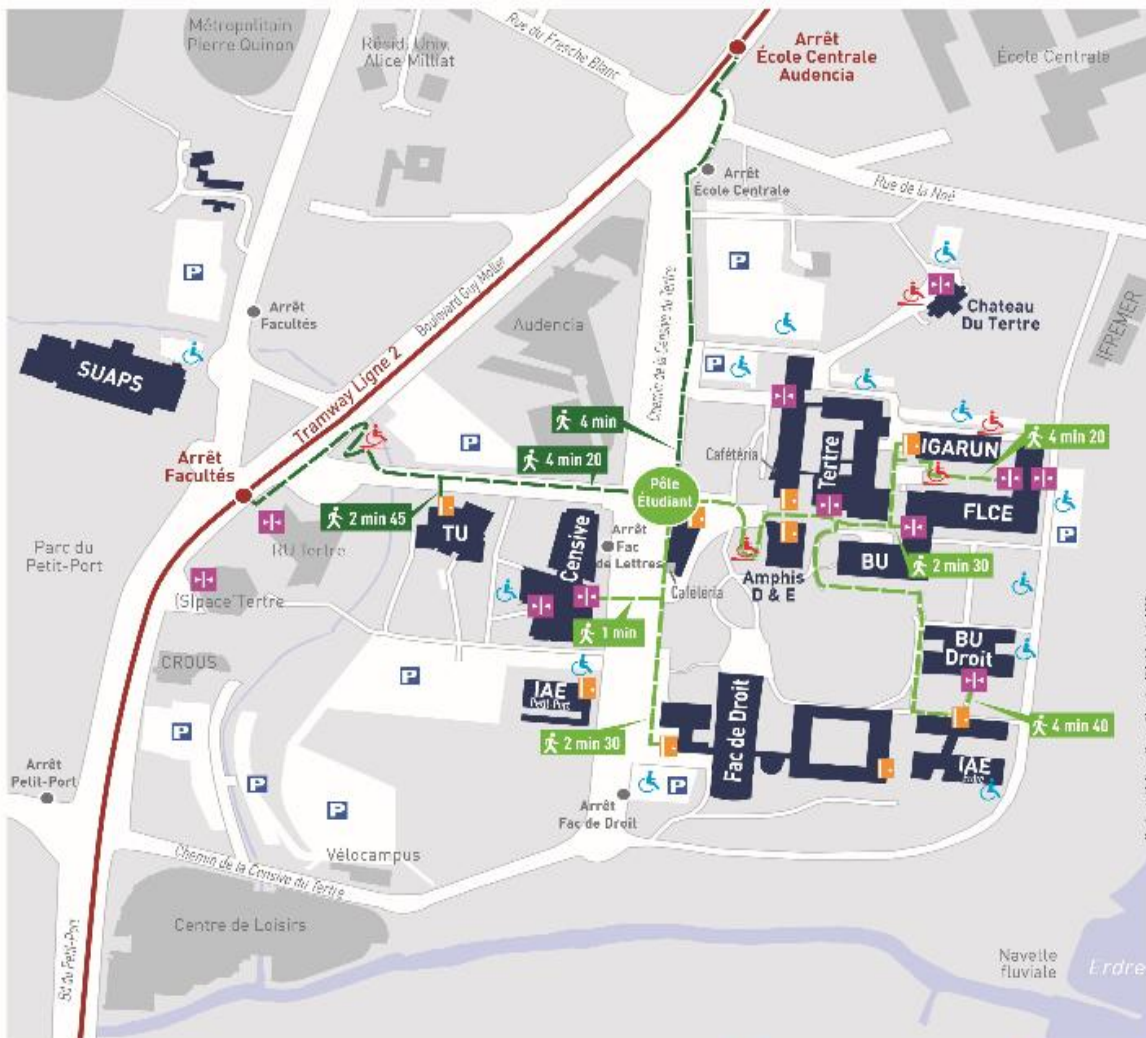 Métropolitain
Pierre Quinon
Résid. Univ.
Alice Milliat
Rue du Fresche Blanc
Arrêt
École Centrale
Audencia
École Centrale
Arrêt
École Centrale
Rue de la Noë
P
P
Arrêt
Facultés
Boulevard Guy Mollet
Audencia
Chemin de la Censive du Tertre
Chateau
Du Tertre
IFREMER
SUAPS
Tramway Ligne 2
P
P
4 min
Arrêt
Facultés
4 min 20
Cafétéria
Tertre
IGARUN
4 min 20
Pôle
Étudiant
2 min 45
TU
RU Tertre
Censive
Arrêt
Fac
de Lettres
Cafétéria
Amphis
D & E
BU
FLCE
P
2 min 30
Parc du
Petit-Port
(S)pace Tertre
1 min
BU
Droit
CROUS
P
IAE
Petit-Port
2 min 30
Fac de Droit
4 min 40
IAE
Erdre
P
P
P
P
Arrêt
Petit-Port
Arrêt
Fac de Droit
Vélocampus
Chemin de la Censive du Tertre
Centre de Loisirs
Bd du Petit-Port
Navette
fluviale
Erdre